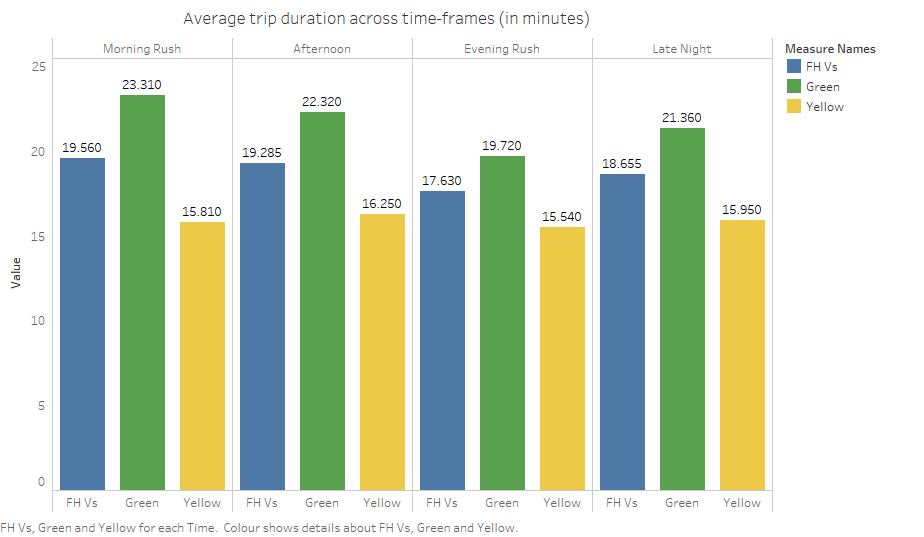 Average trip duration across time-frames (in minutes)
Morning Rush Afternoon Evening Rush Late Night
Measure Names
FH Vs
Green
Yellow
Value
25
20
15
10
5
0
19.560 23.310 15.810 19.285 22.320 16.250 17.630 19.720 15.540 18.655 21.360 15.950
FH Vs Green Yellow FH Vs Green Yellow FH Vs Green Yellow FH Vs Green Yellow
FH Vs, Green and Yellow for each Time. Colour shows details about FH Vs, Green and Yellow.